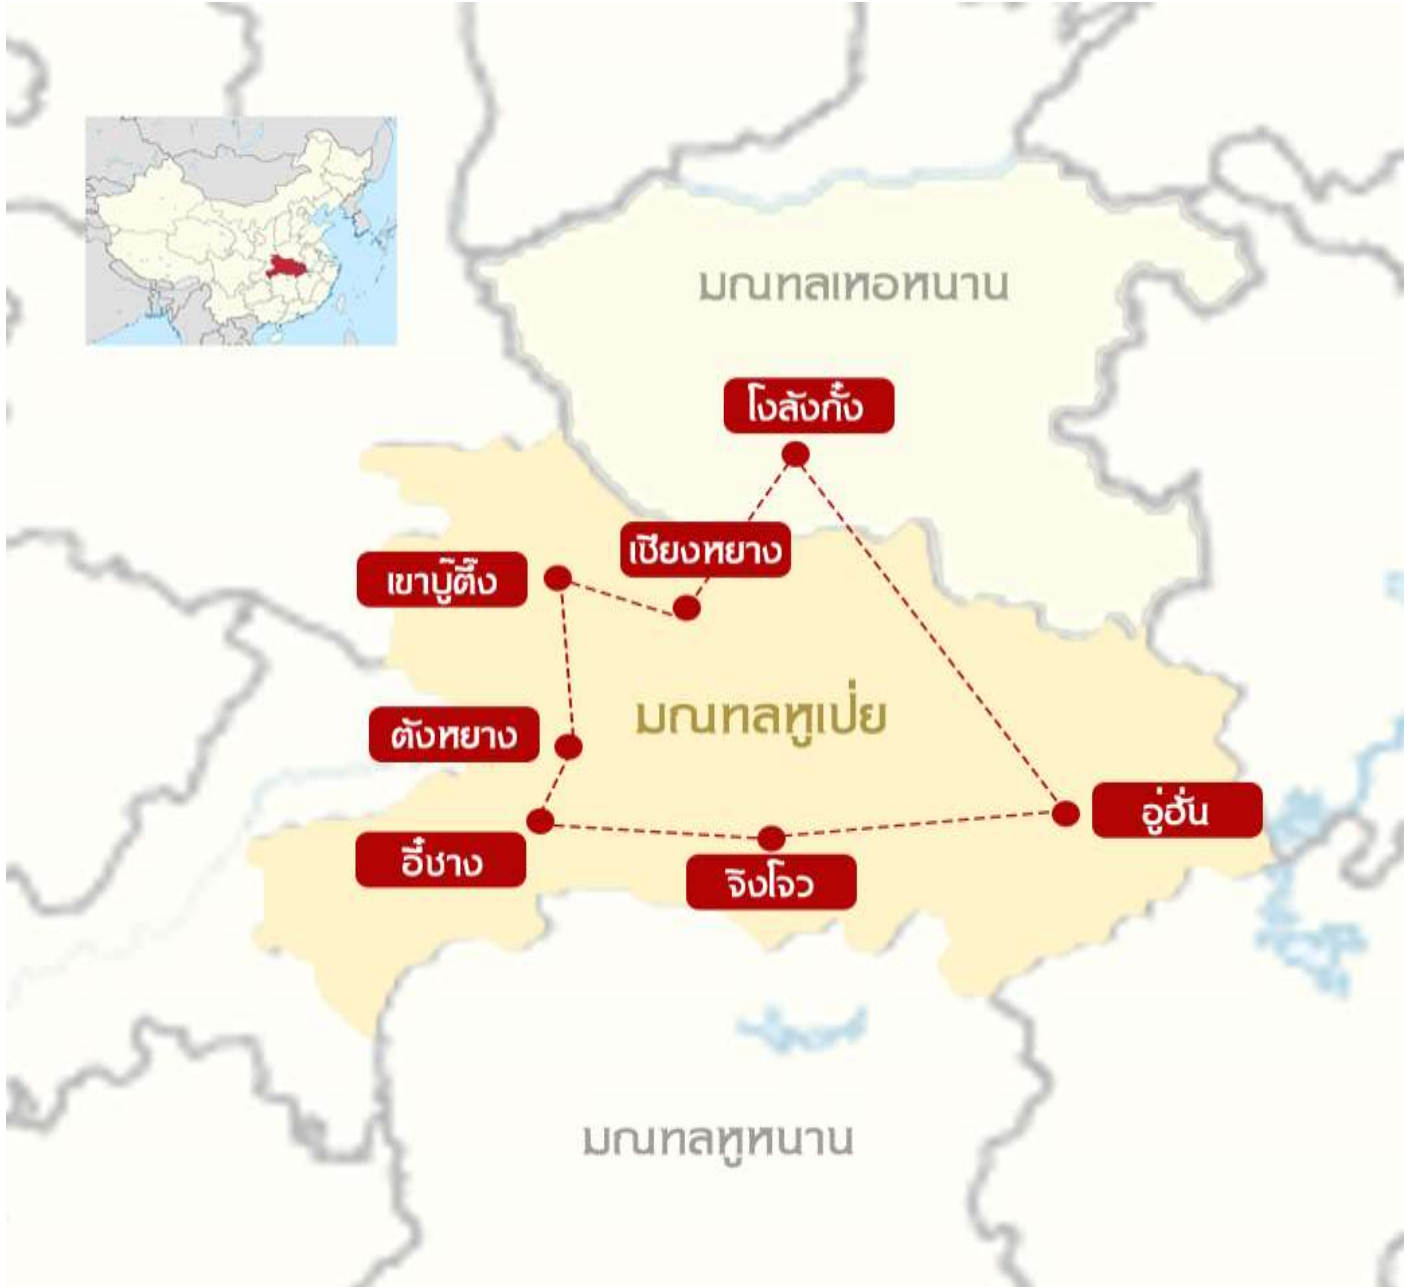 มณฑลเหอหนาน
โงลังกั๋ง
เซียงหยาง
เขาบู๊ตึ๊ง
มณฑลหูเป่ย
ตังหยาง
อู่ฮั่น
อี๋ชาง
จิงโจว
มณฑลหูหนาน